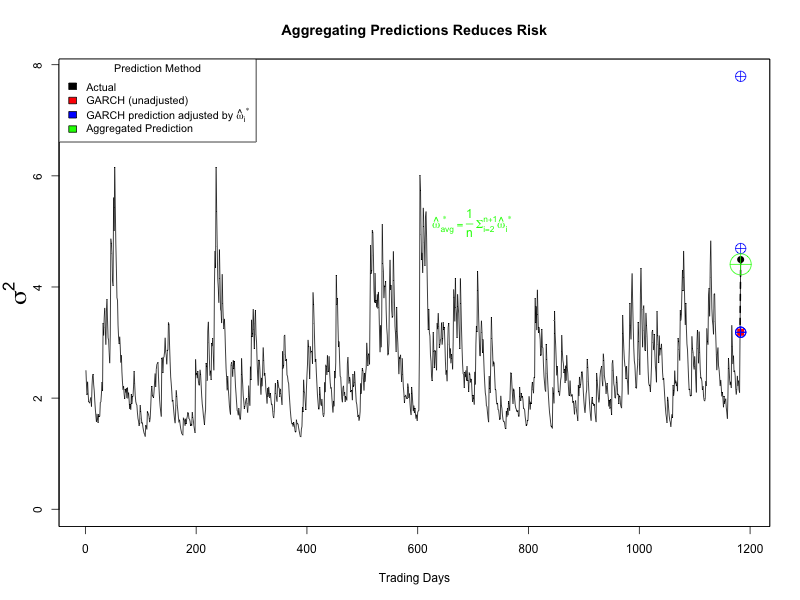 Aggregating Predictions Reduces Risk
Prediction Method
Actual
GARCH (unadjusted)
GARCH prediction adjusted by ω̂ᵢ*
Aggregated Prediction
ω̂*avg = 1/n Σⁿ⁺¹ᵢ₌₂ ω̂ᵢ*
σ²
8
6
4
2
0
0 200 400 600 800 1000 1200
Trading Days